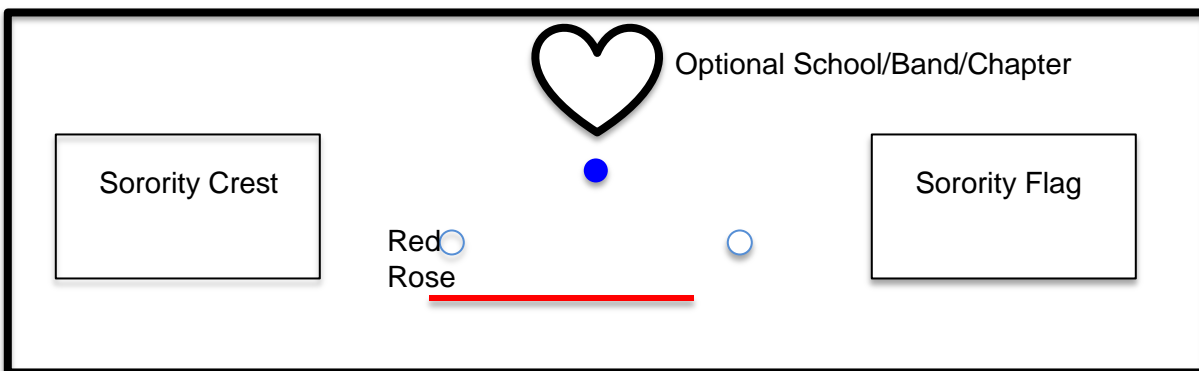 Optional School/Band/Chapter
Sorority Crest
Sorority Flag
Red
Rose